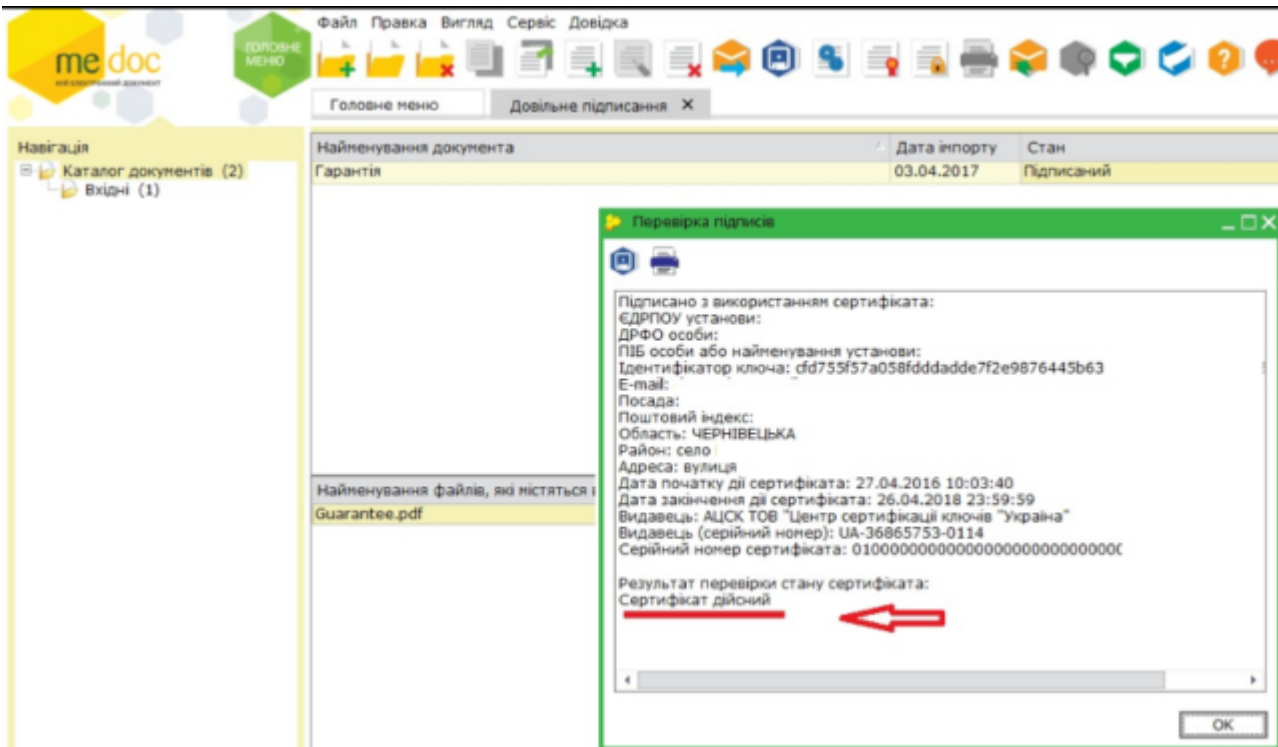 me doc
ГОЛОВНЕ
МЕНЮ
Файл Правка Вигляд Сервіс Довідка
Головне меню
Довільне підписання
Навігація
Каталог документів (2)
Вхідні (1)
Найменування документа Дата імпорту Стан
Гарантія 03.04.2017 Підписаний
Найменування файлів, які містяться
Guarantee.pdf
Перевірка підписів
Підписано з використанням сертифіката:
ЄДРПОУ установи:
ДРФО особи:
ПІБ особи або найменування установи:
Ідентифікатор ключа: cfd755f57a058fdddadde7f2e9876445b63
E-mail:
Посада:
Поштовий індекс:
Область: ЧЕРНІВЕЦЬКА
Район: село
Адреса: вулиця
Дата початку дії сертифіката: 27.04.2016 10:03:40
Дата закінчення дії сертифіката: 26.04.2018 23:59:59
Видавець: АЦСК ТОВ "Центр сертифікації ключів "Україна"
Видавець (серійний номер): UA-36865753-0114
Серійний номер сертифіката:
Результат перевірки стану сертифіката:
Сертифікат дійсний
OK